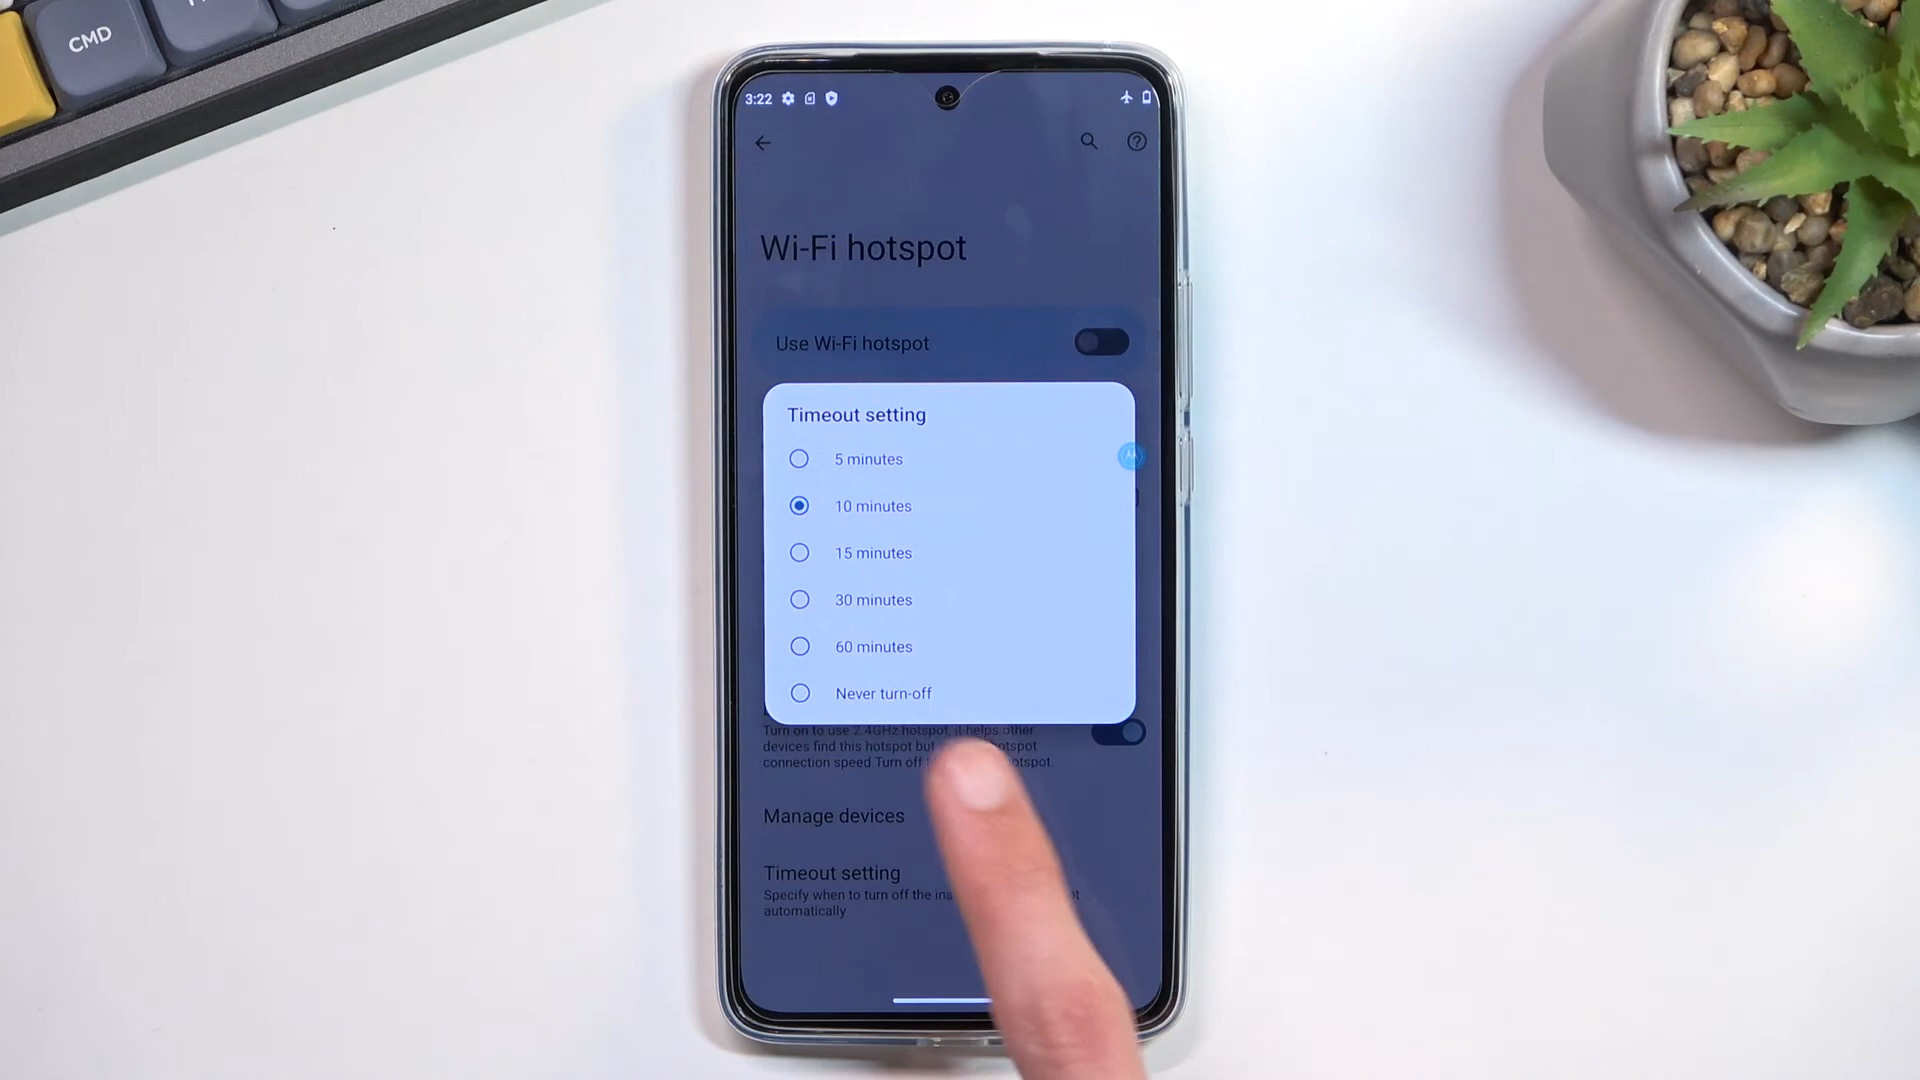 CMD
3:22
Wi-Fi hotspot
Use Wi-Fi hotspot
Timeout setting
5 minutes
10 minutes
15 minutes
30 minutes
60 minutes
Never turn-off
Turn on to use 2.4GHz hotspot, it helps other
devices find this hotspot but hotspot
connection speed.Turn off hotspot.
Manage devices
Timeout setting
Specify when to turn off the
automatically